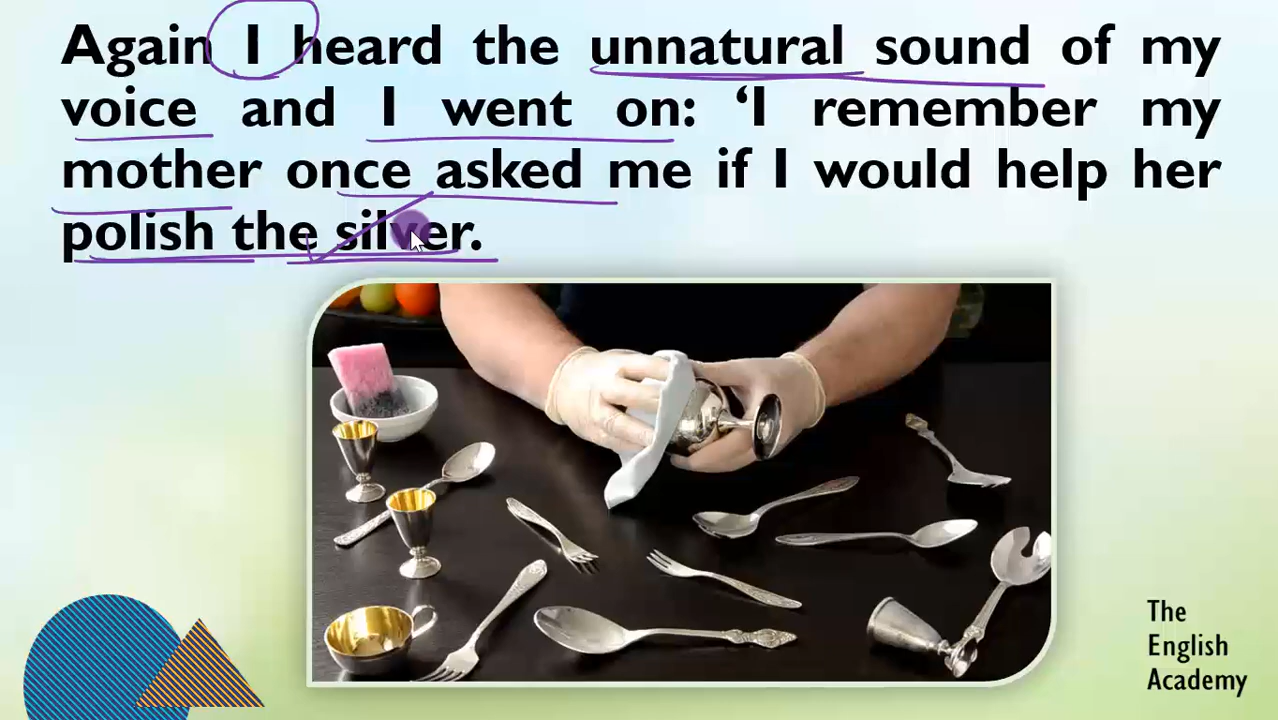 Again I heard the unnatural sound of my
voice and I went on: ‘I remember my
mother once asked me if I would help her
polish the silver.
The
English
Academy